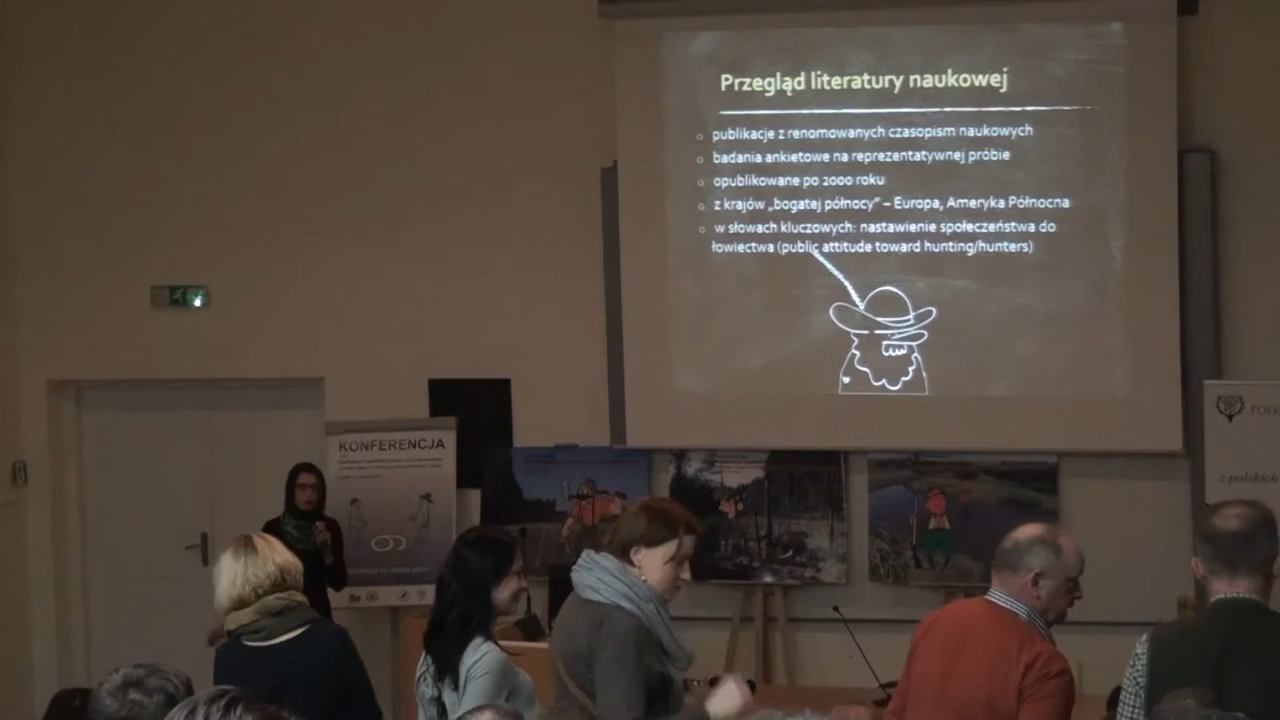 Przegląd literatury naukowej
publikacje z renomowanych czasopism naukowych
badania ankietowe na reprezentatywnej próbie
opublikowane po 2000 roku
z krajów „bogatej północy” – Europa, Ameryka Północna
w słowach kluczowych: nastawienie społeczeństwa do
łowiectwa (public attitude toward hunting/hunters)
KONFERENCJA
z polskich